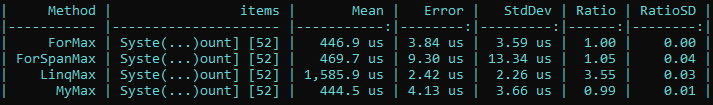 | Method | items | Mean | Error | StdDev | Ratio | RatioSD |
|----------- |--------------------- |-----------:|--------:|---------:|------:|--------:|
| ForMax | Syste(...)ount] [52] | 446.9 us | 3.84 us | 3.59 us | 1.00 | 0.00 |
| ForSpanMax | Syste(...)ount] [52] | 469.7 us | 9.30 us | 13.34 us | 1.05 | 0.04 |
| LinqMax | Syste(...)ount] [52] | 1,585.9 us | 2.42 us | 2.26 us | 3.55 | 0.03 |
| MyMax | Syste(...)ount] [52] | 444.5 us | 4.13 us | 3.66 us | 0.99 | 0.01 |